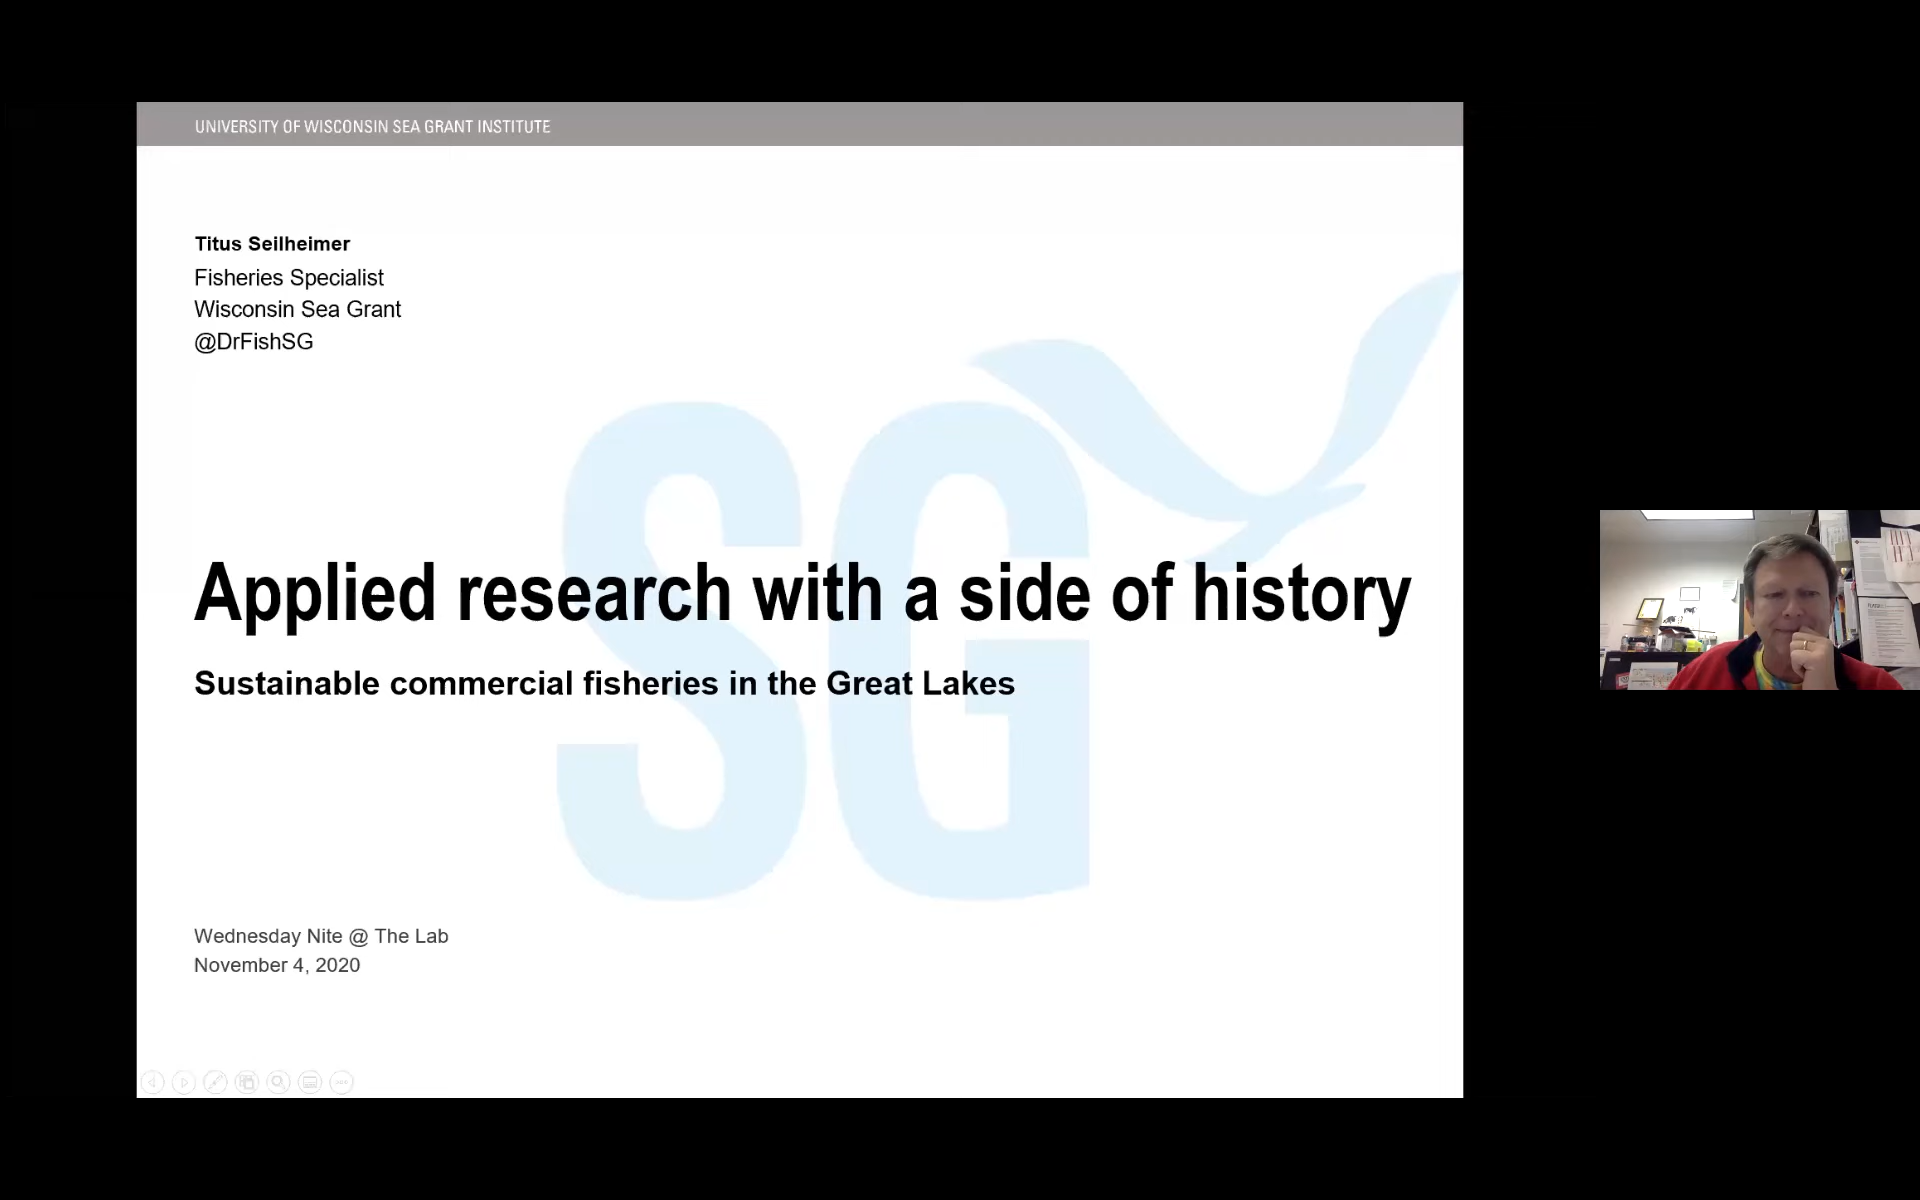 UNIVERSITY OF WISCONSIN SEA GRANT INSTITUTE
Titus Seilheimer
Fisheries Specialist
Wisconsin Sea Grant
@DrFishSG
SG
Applied research with a side of history
Sustainable commercial fisheries in the Great Lakes
Wednesday Nite @ The Lab
November 4, 2020